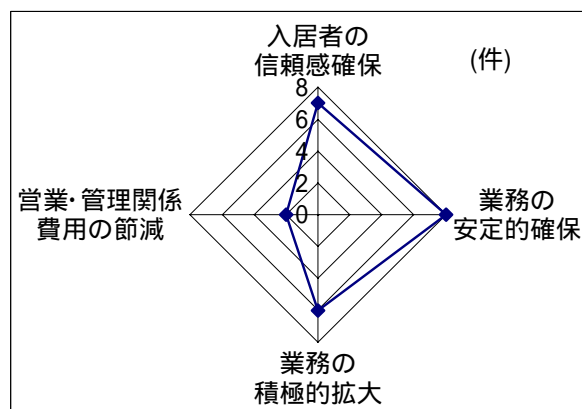 入居者の
信頼感確保
(件)
8
6
4
2
0
営業・管理関係
費用の節減
業務の
安定的確保
業務の
積極的拡大